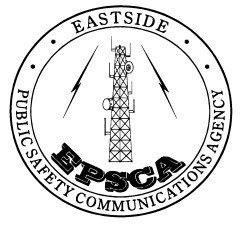 EASTSIDE
EPSCA
PUBLIC SAFETY COMMUNICATIONS AGENCY